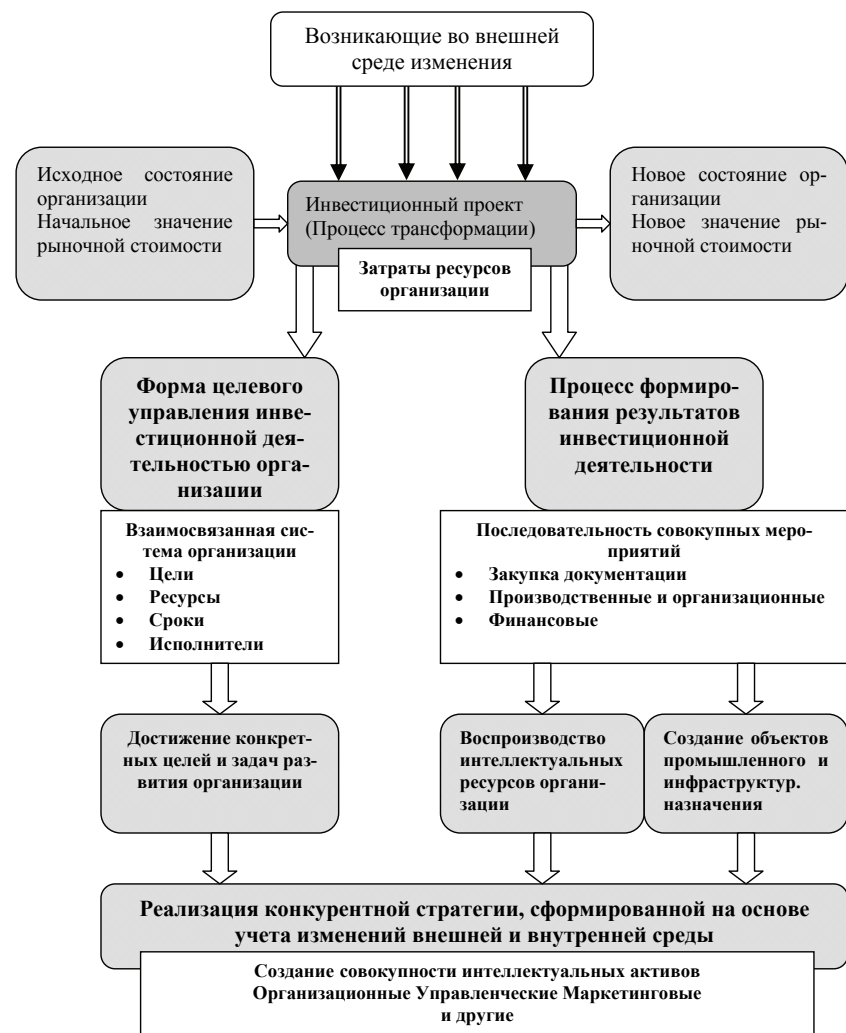 Возникающие во внешней
среде изменения
Исходное состояние
организации
Начальное значение
рыночной стоимости
Инвестиционный проект
(Процесс трансформации)
Затраты ресурсов
организации
Новое состояние ор-
ганизации
Новое значение ры-
ночной стоимости
Форма целевого
управления инве-
стиционной дея-
тельностью орга-
низации
Процесс формиро-
вания результатов
инвестиционной
деятельности
Взаимосвязанная сис-
тема организации
• Цели
• Ресурсы
• Сроки
• Исполнители
Последовательность совокупных меро-
приятий
• Закупка документации
• Производственные и организационные
• Финансовые
Достижение конкрет-
ных целей и задач раз-
вития организации
Воспроизводство
интеллектуальных
ресурсов органи-
зации
Создание объектов
промышленного и
инфраструктур.
назначения
Реализация конкурентной стратегии, сформированной на основе
учета изменений внешней и внутренней среды
Создание совокупности интеллектуальных активов
Организационные Управленческие Маркетинговые
и другие